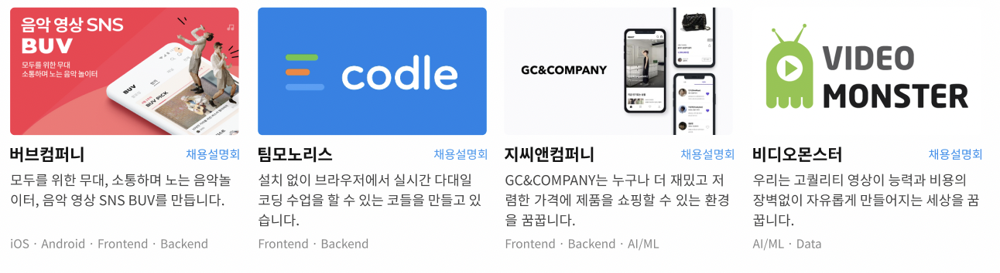 음악 영상 SNS
BUV
모두를 위한 무대
소통하며 노는 음악 놀이터
BUV
BUV PICK
버브컴퍼니
채용설명회
모두를 위한 무대, 소통하며 노는 음악놀
이터, 음악 영상 SNS BUV를 만듭니다.
iOS · Android · Frontend · Backend
codle
팀모노리스
채용설명회
설치 없이 브라우저에서 실시간 다대일
코딩 수업을 할 수 있는 코들을 만들고 있
습니다.
Frontend · Backend
GC&COMPANY
지씨앤컴퍼니
채용설명회
GC&COMPANY는 누구나 더 재밌고 저
렴한 가격에 제품을 쇼핑할 수 있는 환경
을 꿈꿉니다.
Frontend · Backend · AI/ML
VIDEO
MONSTER
비디오몬스터
채용설명회
우리는 고퀄리티 영상이 능력과 비용의
장벽없이 자유롭게 만들어지는 세상을 꿈
꿉니다.
AI/ML · Data